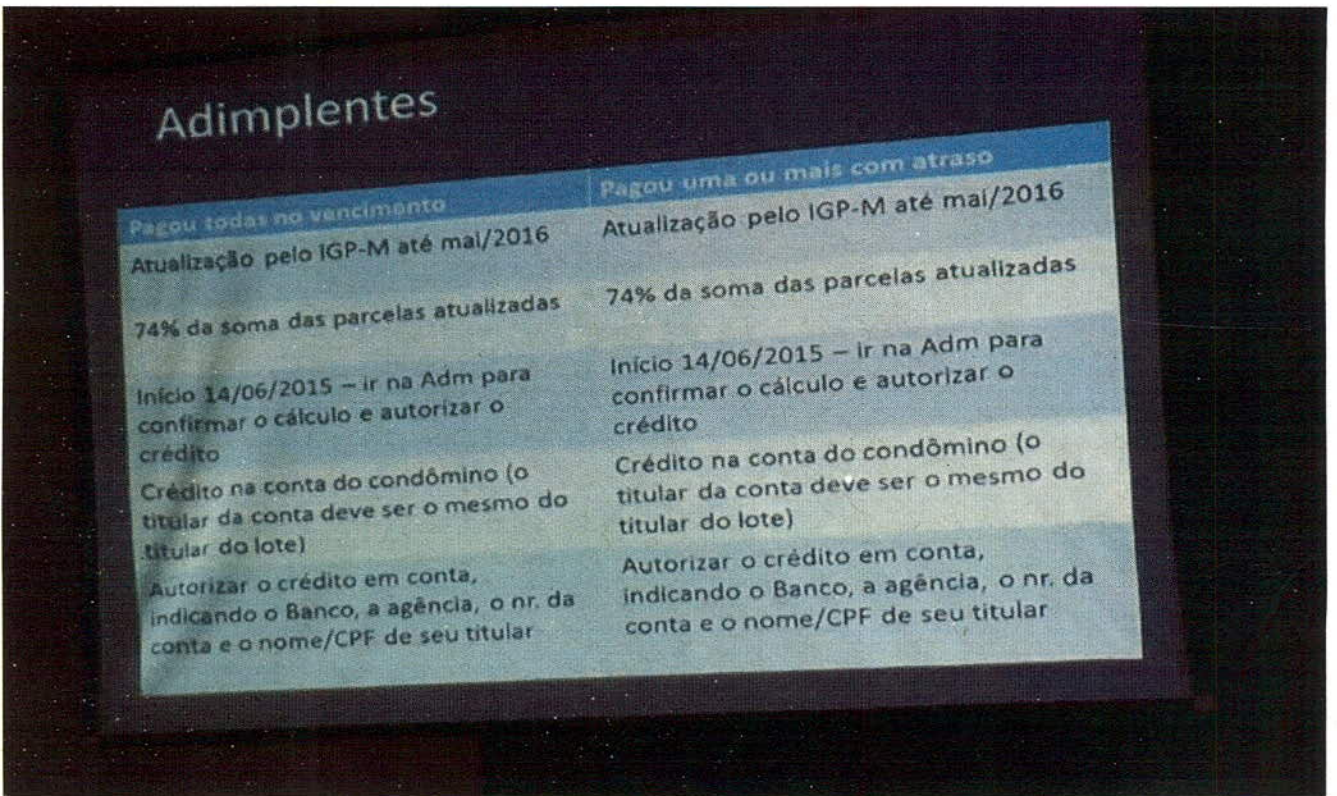 Adimplentes
Pagou todas no vencimento
Pagou uma ou mais com atraso
Atualização pelo IGP-M até mai/2016
Atualização pelo IGP-M até mai/2016
74% da soma das parcelas atualizadas
74% da soma das parcelas atualizadas
Início 14/06/2015 – ir na Adm para
confirmar o cálculo e autorizar o
crédito
Início 14/06/2015 – ir na Adm para
confirmar o cálculo e autorizar o
crédito
Crédito na conta do condômino (o
titular da conta deve ser o mesmo do
titular do lote)
Crédito na conta do condômino (o
titular da conta deve ser o mesmo do
titular do lote)
Autorizar o crédito em conta,
indicando o Banco, a agência, o nr. da
conta e o nome/CPF de seu titular
Autorizar o crédito em conta,
indicando o Banco, a agência, o nr. da
conta e o nome/CPF de seu titular